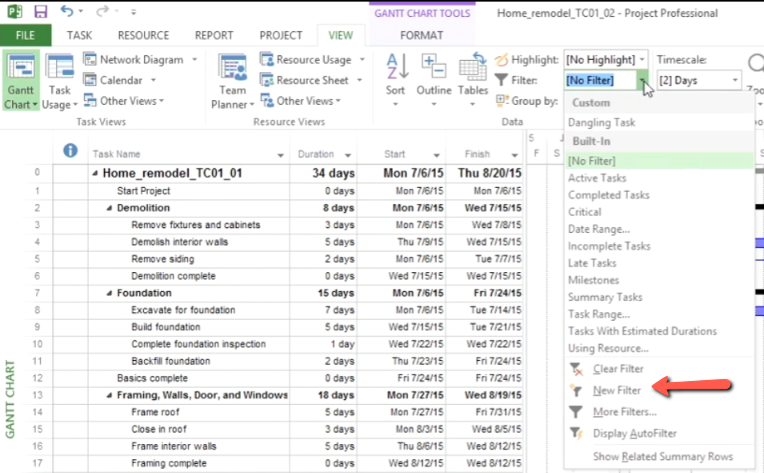 GANTT CHART TOOLS
Home_remodel_TC01_02 - Project Professional
FILE TASK RESOURCE REPORT PROJECT VIEW FORMAT
Gantt Chart
Task Usage
Network Diagram
Calendar
Other Views
Task Views
Team Planner
Resource Usage
Resource Sheet
Other Views
Resource Views
Sort
Outline
Tables
Highlight: [No Highlight]
Filter: [No Filter]
Group by:
Data
Timescale:
[2] Days
Custom
Dangling Task
Built-In
[No Filter]
Active Tasks
Completed Tasks
Critical
Date Range...
Incomplete Tasks
Late Tasks
Milestones
Summary Tasks
Task Range...
Tasks With Estimated Durations
Using Resource...
Clear Filter
New Filter
More Filters...
Display AutoFilter
Show Related Summary Rows
5
F S
Task Name Duration Start Finish
0 Home_remodel_TC01_01 34 days Mon 7/6/15 Thu 8/20/15
1 Start Project 0 days Mon 7/6/15 Mon 7/6/15
2 Demolition 8 days Mon 7/6/15 Wed 7/15/15
3 Remove fixtures and cabinets 3 days Mon 7/6/15 Wed 7/8/15
4 Demolish interior walls 5 days Thu 7/9/15 Wed 7/15/15
5 Remove siding 2 days Mon 7/6/15 Tue 7/7/15
6 Demolition complete 0 days Wed 7/15/15 Wed 7/15/15
7 Foundation 15 days Mon 7/6/15 Fri 7/24/15
8 Excavate for foundation 7 days Mon 7/6/15 Tue 7/14/15
9 Build foundation 5 days Wed 7/15/15 Tue 7/21/15
10 Complete foundation inspection 1 day Wed 7/22/15 Wed 7/22/15
11 Backfill foundation 2 days Thu 7/23/15 Fri 7/24/15
12 Basics complete 0 days Fri 7/24/15 Fri 7/24/15
13 Framing, Walls, Door, and Windows 18 days Mon 7/27/15 Wed 8/19/15
14 Frame roof 5 days Mon 7/27/15 Fri 7/31/15
15 Close in roof 3 days Mon 8/3/15 Wed 8/5/15
16 Frame interior walls 5 days Thu 8/6/15 Wed 8/12/15
17 Framing complete 0 days Wed 8/12/15 Wed 8/12/15
GANTT CHART